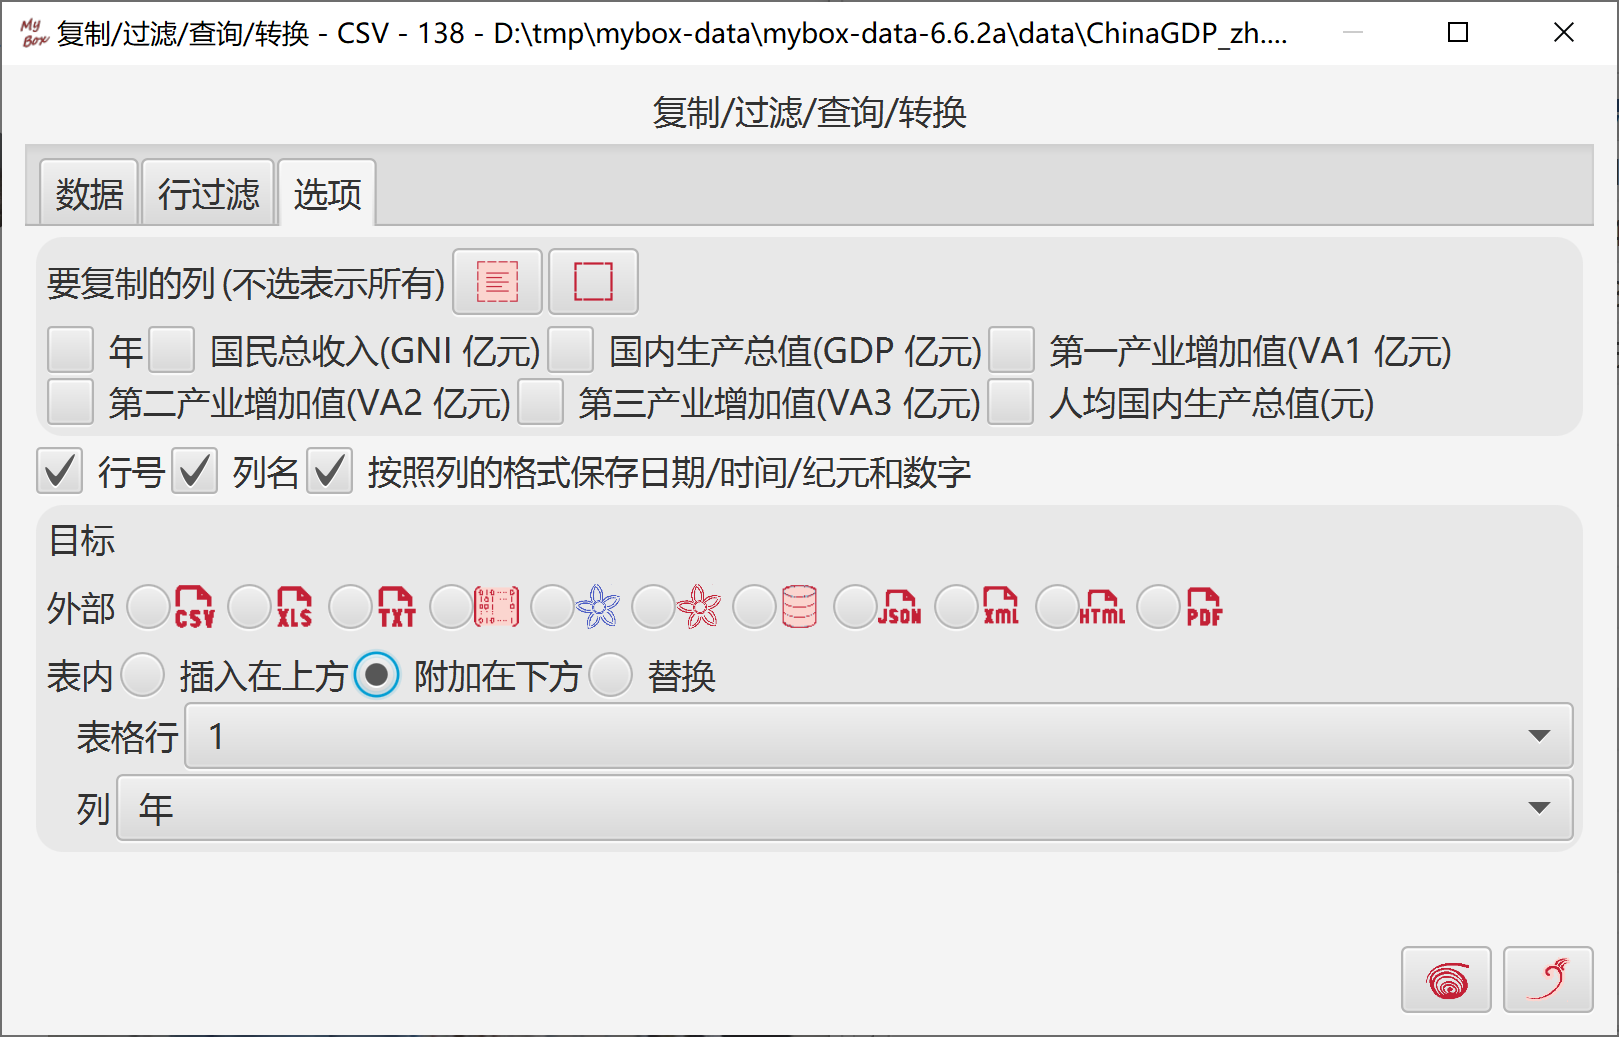 My Box 复制/过滤/查询/转换 - CSV - 138 - D:\tmp\mybox-data\mybox-data-6.6.2a\data\ChinaGDP_zh....
复制/过滤/查询/转换
数据 行过滤 选项
要复制的列 (不选表示所有)
年 国民总收入(GNI 亿元) 国内生产总值(GDP 亿元) 第一产业增加值(VA1 亿元)
第二产业增加值(VA2 亿元) 第三产业增加值(VA3 亿元) 人均国内生产总值(元)
行号 列名 按照列的格式保存日期/时间/纪元和数字
目标
外部 CSV XLS TXT JSON XML HTML PDF
表内 插入在上方 附加在下方 替换
表格行 1
列 年